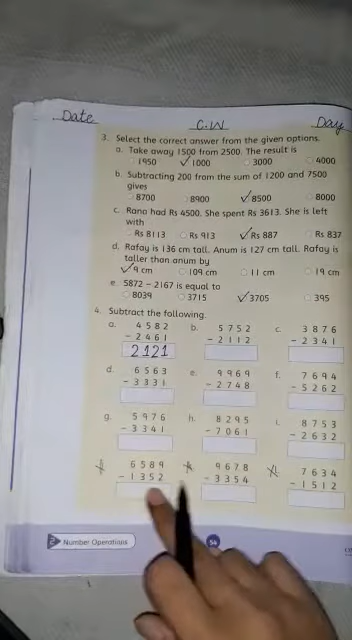 Date C.W Day
3. Select the correct answer from the given options.
a. Take away 1500 from 2500. The result is
1950 ✓1000 3000 4000
b. Subtracting 200 from the sum of 1200 and 7500
gives
8700 8900 ✓8500 8000
c. Rana had Rs 4500. She spent Rs 3613. She is left
with
Rs 8113 Rs 913 ✓Rs 887 Rs 837
d. Rafay is 136 cm tall. Anum is 127 cm tall. Rafay is
taller than anum by
✓9 cm 109 cm 11 cm 19 cm
e. 5872 – 2167 is equal to
8039 3715 ✓3705 395
4. Subtract the following.
a. 4 5 8 2 b. 5 7 5 2 c. 3 8 7 6
– 2 4 6 1 – 2 1 1 2 – 2 3 4 1
2121
d. 6 5 6 3 e. 9 9 6 9 f. 7 6 9 4
– 3 3 3 1 – 2 7 4 8 – 5 2 6 2
g. 5 9 7 6 h. 8 2 9 5 i. 8 7 5 3
– 3 3 4 1 – 7 0 6 1 – 2 6 3 2
6 5 8 9 9 6 7 8 7 6 3 4
– 1 3 5 2 – 3 3 5 4 – 1 5 1 2
2 Number Operations 54